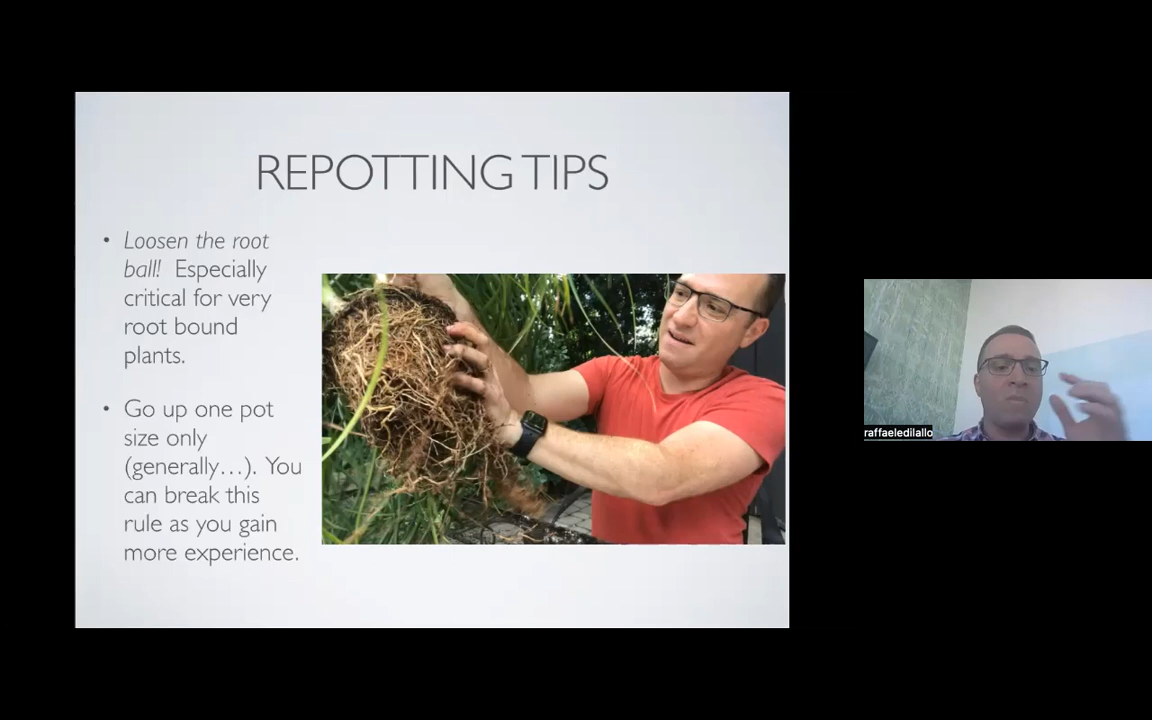 REPOTTING TIPS
• Loosen the root
ball! Especially
critical for very
root bound
plants.
• Go up one pot
size only
(generally…). You
can break this
rule as you gain
more experience.
raffaeledilallo